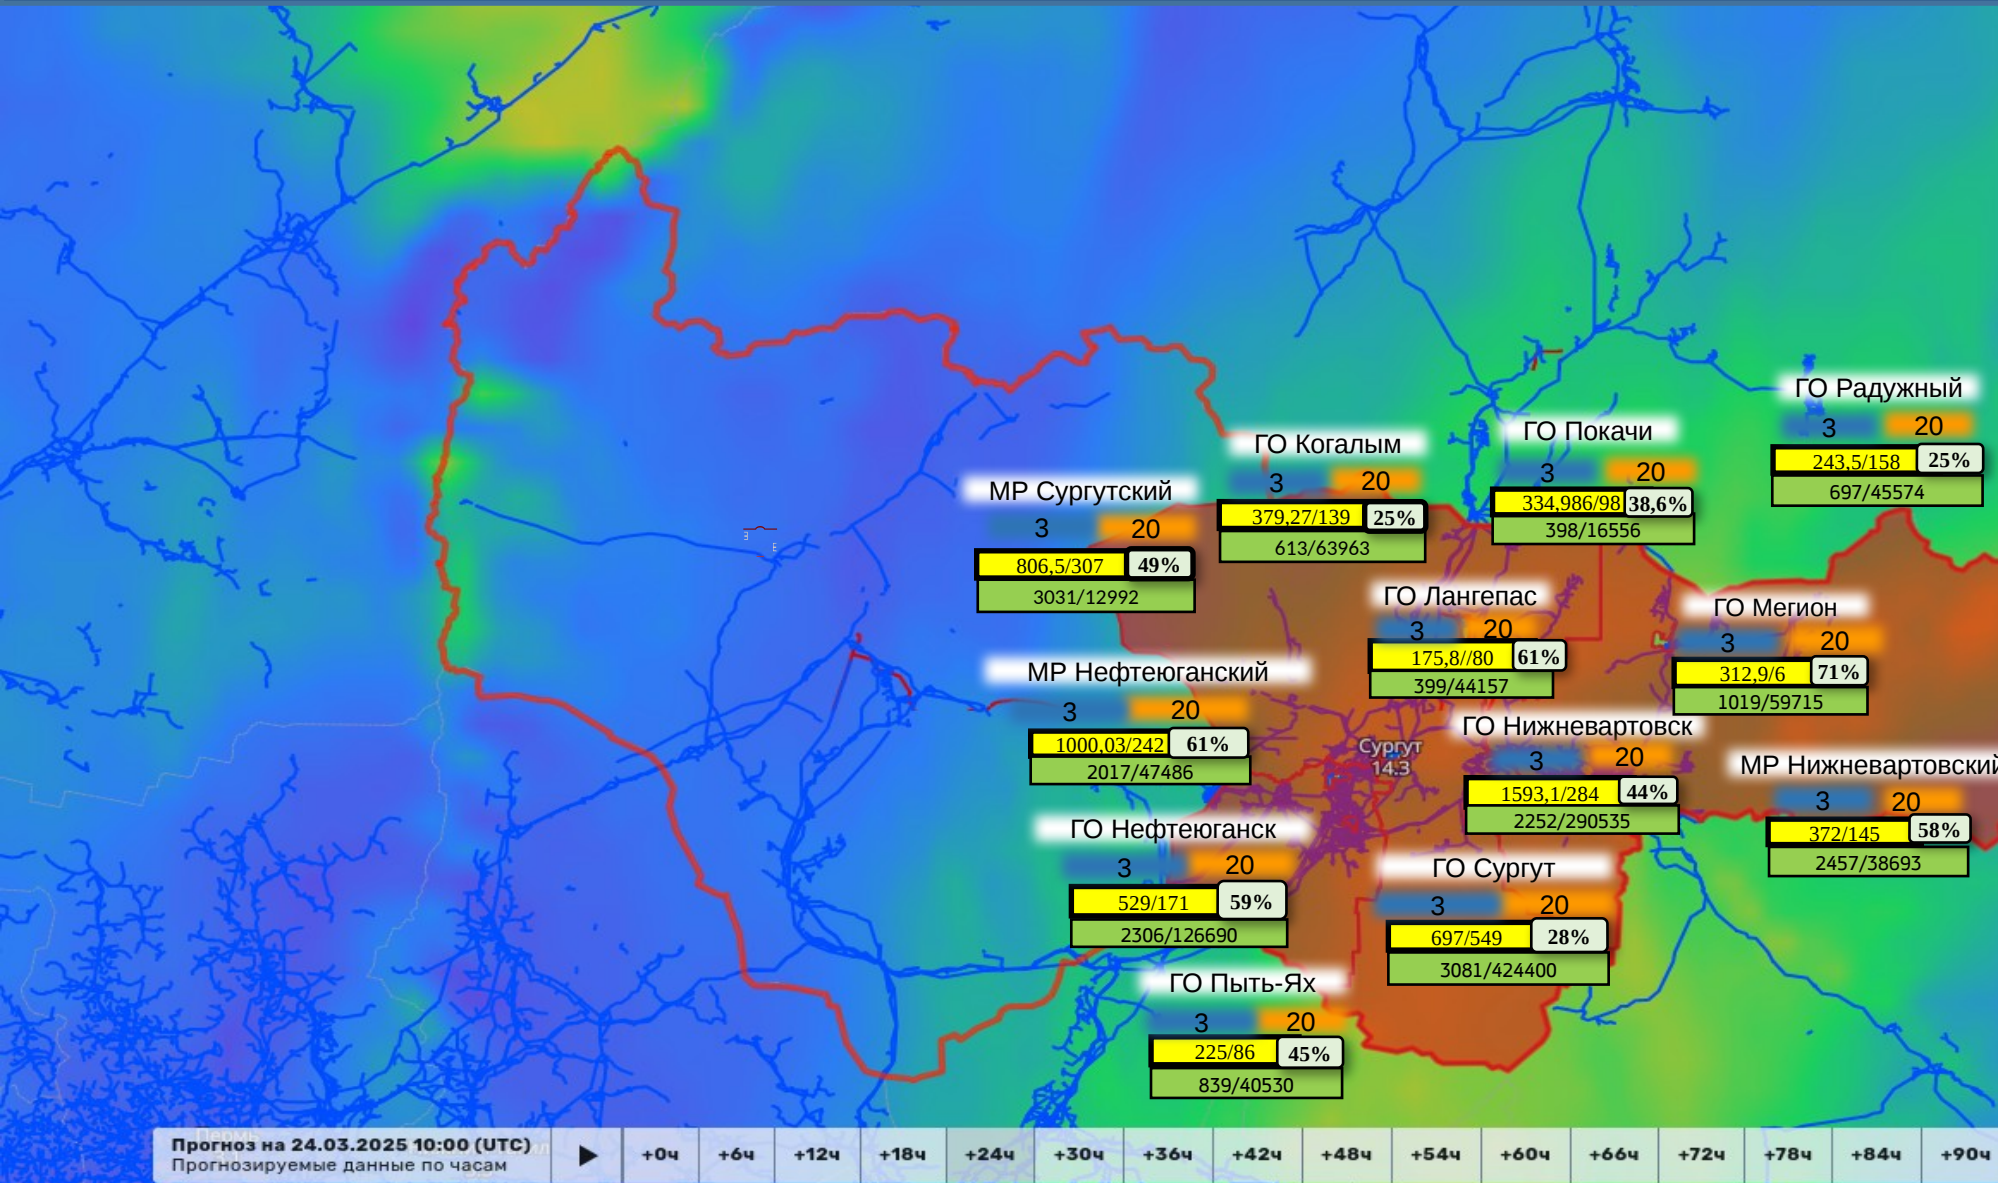 ГО Радужный
3 20
243,5/158 25%
697/45574
ГО Покачи
3 20
334,986/98 38,6%
398/16556
ГО Когалым
3 20
379,27/139 25%
613/63963
МР Сургутский
3 20
806,5/307 49%
3031/12992
ГО Лангепас
3 20
175,8//80 61%
399/44157
ГО Мегион
3 20
312,9/6 71%
1019/59715
МР Нефтеюганский
3 20
1000,03/242 61%
2017/47486
ГО Нижневартовск
3 20
1593,1/284 44%
2252/290535
Сургут
14.3
МР Нижневартовский
3 20
372/145 58%
2457/38693
ГО Нефтеюганск
3 20
529/171 59%
2306/126690
ГО Сургут
3 20
697/549 28%
3081/424400
ГО Пыть-Ях
3 20
225/86 45%
839/40530
Прогноз на 24.03.2025 10:00 (UTC)
Прогнозируемые данные по часам
+0ч +6ч +12ч +18ч +24ч +30ч +36ч +42ч +48ч +54ч +60ч +66ч +72ч +78ч +84ч +90ч